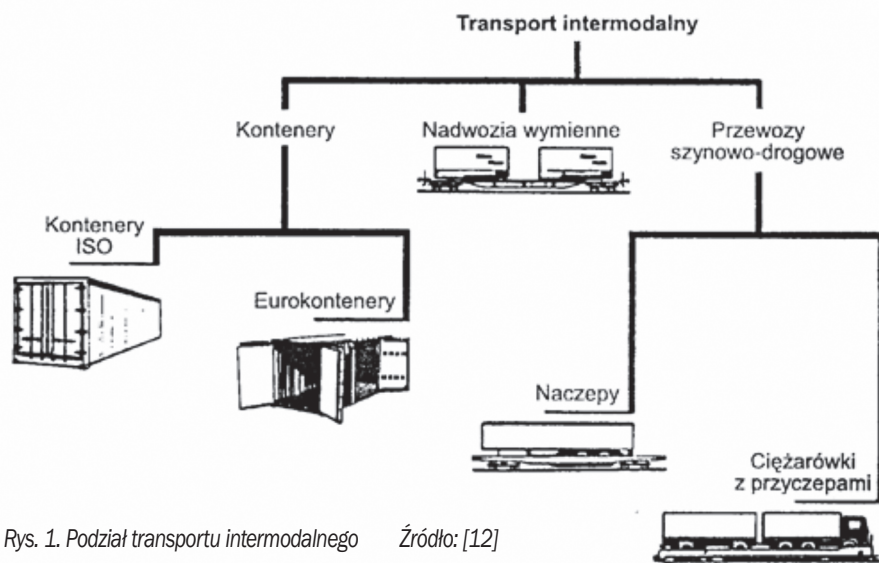 Transport intermodalny
Kontenery
Nadwozia wymienne
Przewozy
szynowo-drogowe
Kontenery
ISO
Eurokontenery
Naczepy
Ciężarówki
z przyczepami
Rys. 1. Podział transportu intermodalnego Źródło: [12]